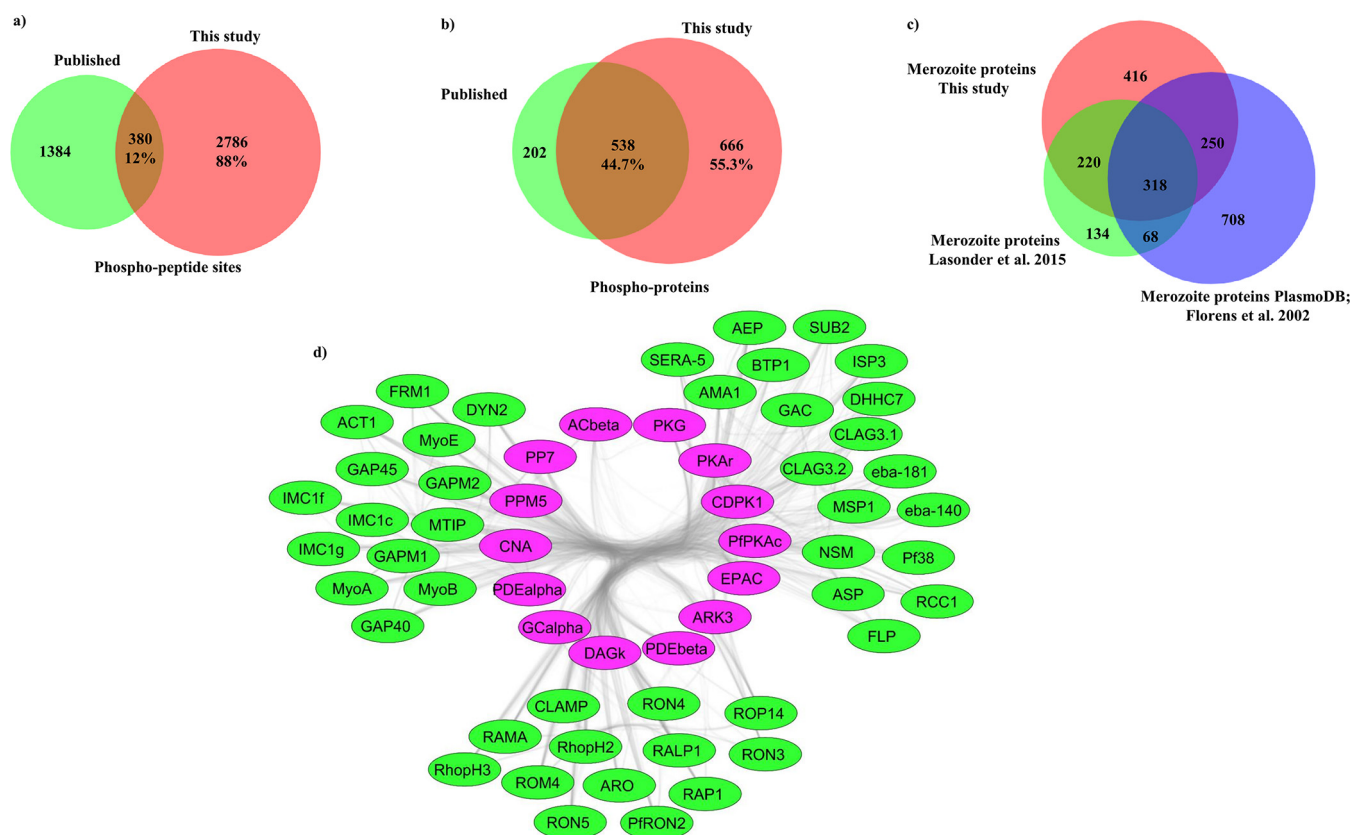 a)
This study
Published
1384
380
12%
2786
88%
Phospho-peptide sites
b)
This study
Published
202
538
44.7%
666
55.3%
Phospho-proteins
c)
Merozoite proteins
This study
416
220
250
318
134
68
708
Merozoite proteins
Lasonder et al. 2015
Merozoite proteins PlasmoDB;
Florens et al. 2002
d)
FRM1
DYN2
ACT1
MyoE
GAP45
GAPM2
IMC1f
IMC1c
MTIP
IMC1g
GAPM1
MyoA
MyoB
GAP40
ACbeta
PKG
PP7
PKAr
PPM5
CDPK1
CNA
PfPKAc
PDEalpha
EPAC
GCalpha
ARK3
DAGk
PDEbeta
AEP
SUB2
SERA-5
BTP1
ISP3
AMA1
GAC
DHHC7
CLAG3.1
CLAG3.2
eba-181
MSP1
eba-140
NSM
Pf38
ASP
RCC1
FLP
CLAMP
RON4
ROP14
RAMA
RhopH2
RALP1
RON3
RhopH3
ROM4
ARO
RAP1
RON5
PfRON2